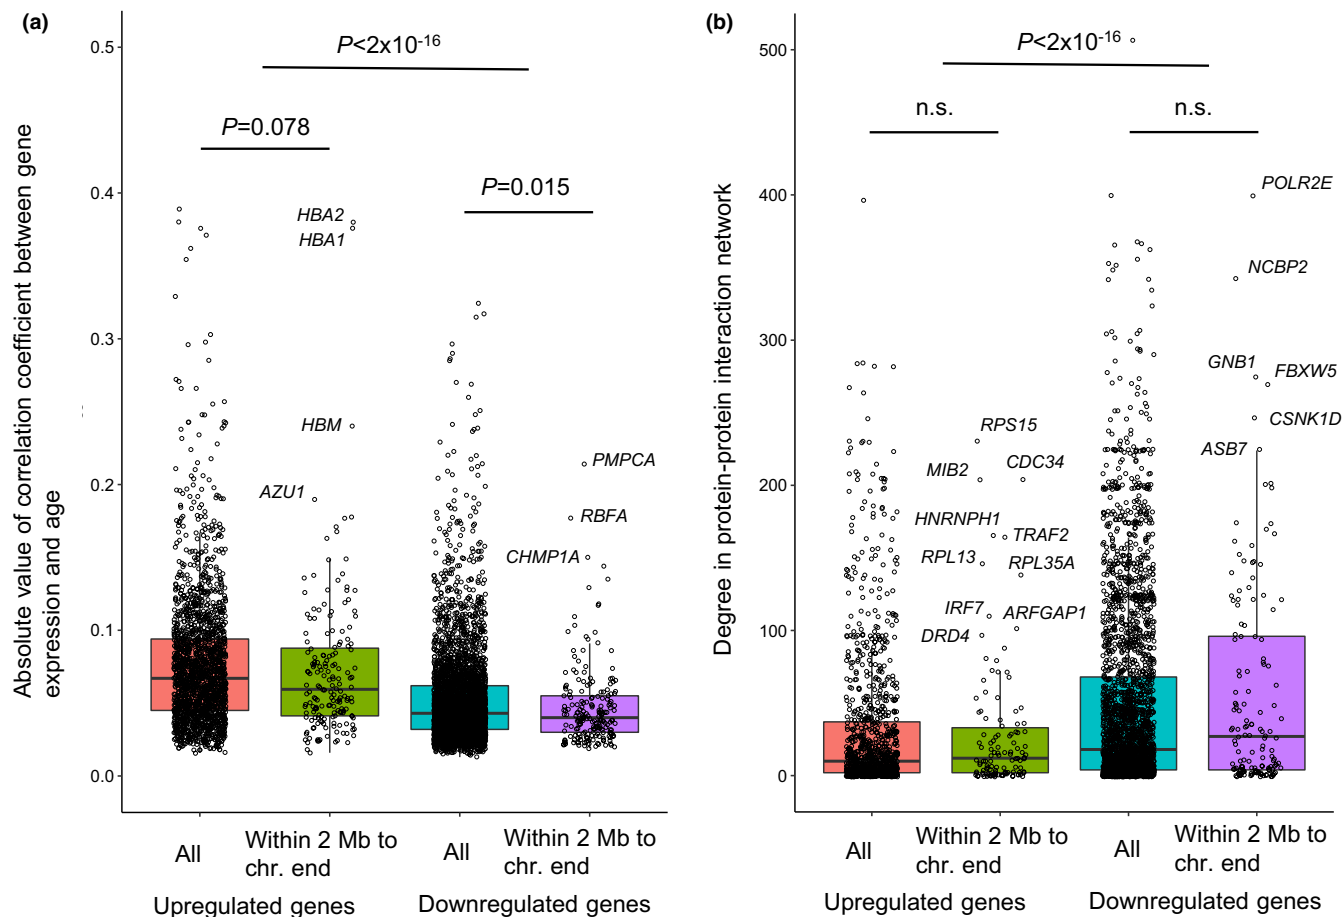 (a)
Absolute value of correlation coefficient between gene
expression and age
0.5
0.4
0.3
0.2
0.1
0.0
P<2x10-16
P=0.078
P=0.015
HBA2
HBA1
HBM
AZU1
PMPCA
RBFA
CHMP1A
All
Within 2 Mb to
chr. end
All
Within 2 Mb to
chr. end
Upregulated genes
Downregulated genes
(b)
Degree in protein-protein interaction network
500
400
300
200
100
0
P<2x10-16
n.s.
n.s.
POLR2E
NCBP2
GNB1
FBXW5
CSNK1D
ASB7
RPS15
MIB2
CDC34
HNRNPH1
TRAF2
RPL13
RPL35A
IRF7
ARFGAP1
DRD4
All
Within 2 Mb to
chr. end
All
Within 2 Mb to
chr. end
Upregulated genes
Downregulated genes